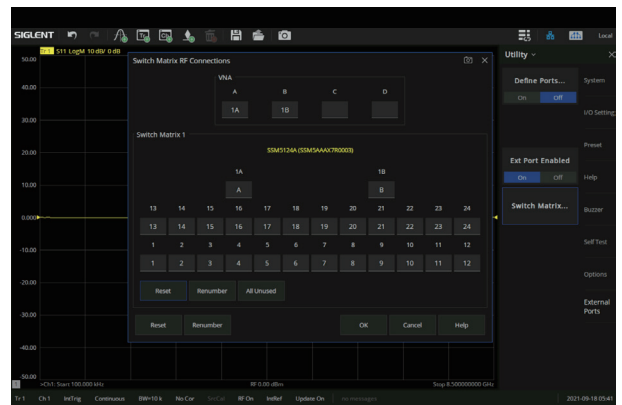 SIGLENT Local
Tr 1 S11 LogM 10 dB/ 0 dB
50.00
40.00
30.00
20.00
10.00
0.000
-10.00
-20.00
-30.00
-40.00
-50.00
Switch Matrix RF Connections
VNA
A B C D
1A 1B
Switch Matrix 1
SSM5124A (SSM5AAAX7R0003)
1A 1B
A B
13 14 15 16 17 18 19 20 21 22 23 24
13 14 15 16 17 18 19 20 21 22 23 24
1 2 3 4 5 6 7 8 9 10 11 12
1 2 3 4 5 6 7 8 9 10 11 12
Reset Renumber All Unused
Reset Renumber OK Cancel Help
Utility
Define Ports...
On Off
Ext Port Enabled
On Off
Switch Matrix...
System
I/O Setting
Preset
Help
Buzzer
Self Test
Options
External
Ports
1 >Ch1: Start 100.000 kHz RF 0.00 dBm Stop 8.500000000 GHz
Tr 1 Ch 1 IntTrig Continuous BW=10 k No Cor SrcCal RF On IntRef Update On no messages 2021-09-18 05:41